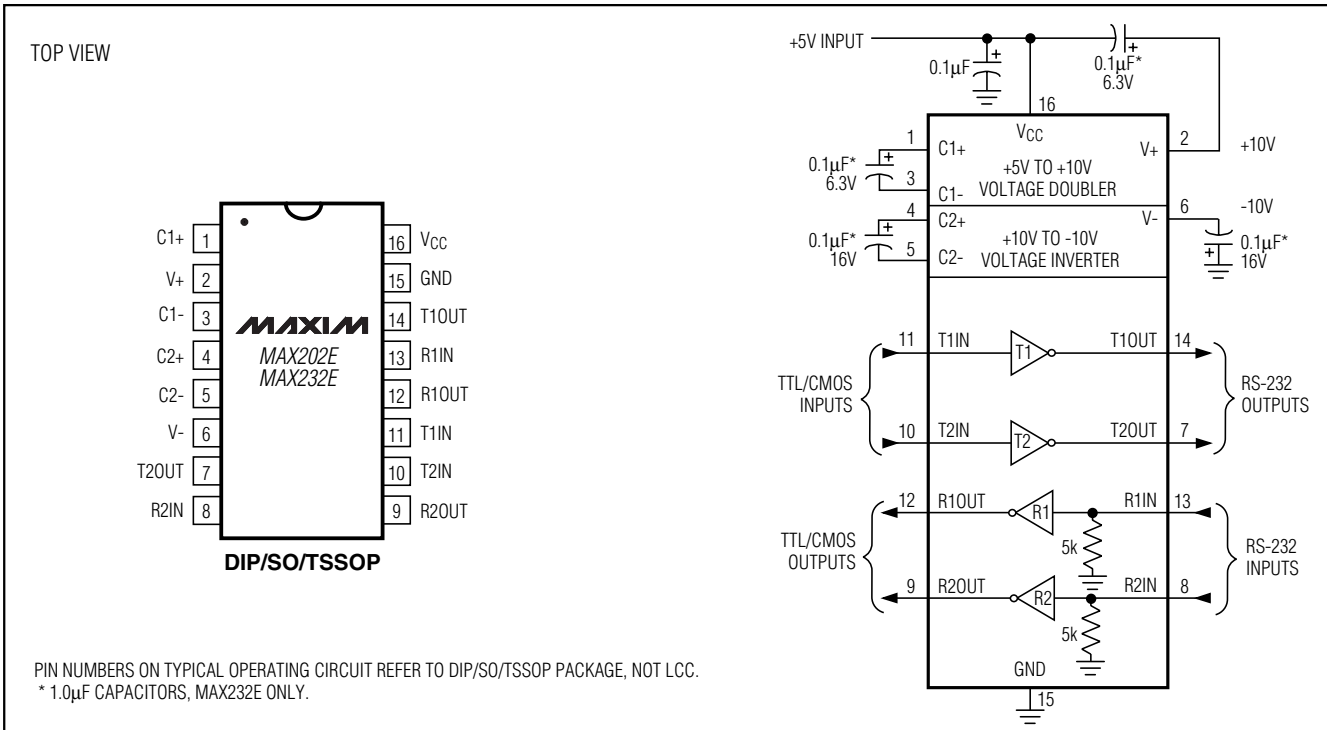 TOP VIEW
C1+ 1
V+ 2
C1- 3
C2+ 4
C2- 5
V- 6
T2OUT 7
R2IN 8
MAXIM
MAX202E
MAX232E
16 VCC
15 GND
14 T1OUT
13 R1IN
12 R1OUT
11 T1IN
10 T2IN
9 R2OUT
DIP/SO/TSSOP
+5V INPUT
0.1µF
+
0.1µF*
6.3V
+
16
VCC
1
C1+
0.1µF*
6.3V
+
3
C1-
+5V TO +10V
VOLTAGE DOUBLER
V+
2
+10V
4
C2+
0.1µF*
16V
+
5
C2-
+10V TO -10V
VOLTAGE INVERTER
V-
6
-10V
0.1µF*
16V
+
TTL/CMOS
INPUTS
11 T1IN T1 T1OUT 14
10 T2IN T2 T2OUT 7
RS-232
OUTPUTS
TTL/CMOS
OUTPUTS
12 R1OUT R1 R1IN 13
5k
9 R2OUT R2 R2IN 8
5k
RS-232
INPUTS
GND
15
PIN NUMBERS ON TYPICAL OPERATING CIRCUIT REFER TO DIP/SO/TSSOP PACKAGE, NOT LCC.
* 1.0µF CAPACITORS, MAX232E ONLY.